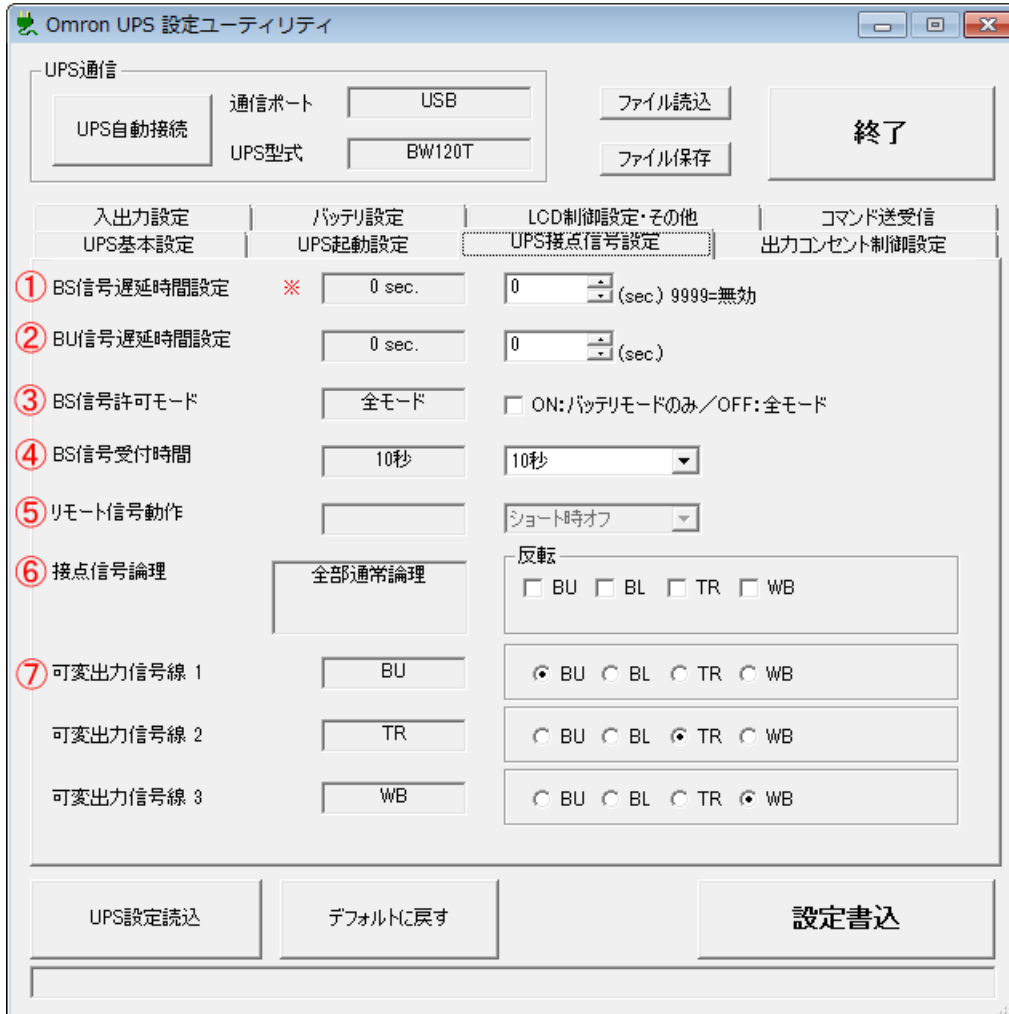 Omron UPS 設定ユーティリティ
UPS通信
UPS自動接続
通信ポート
USB
UPS型式
BW120T
ファイル読込
ファイル保存
終了
入出力設定
バッテリ設定
LCD制御設定・その他
コマンド送受信
UPS基本設定
UPS起動設定
UPS接点信号設定
出力コンセント制御設定
① BS信号遅延時間設定 ※ 0 sec. 0 (sec.) 9999=無効
② BU信号遅延時間設定 0 sec. 0 (sec.)
③ BS信号許可モード 全モード ON:バッテリモードのみ/OFF:全モード
④ BS信号受付時間 10秒 10秒
⑤ リモート信号動作 ショート時オフ
⑥ 接点信号論理 全部通常論理
反転
BU BL TR WB
⑦ 可変出力信号線 1 BU BU BL TR WB
可変出力信号線 2 TR BU BL TR WB
可変出力信号線 3 WB BU BL TR WB
UPS設定読込
デフォルトに戻す
設定書込